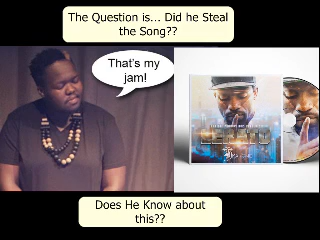 The Question is... Did he Steal
the Song??
That's my
jam!
Does He Know about
this??